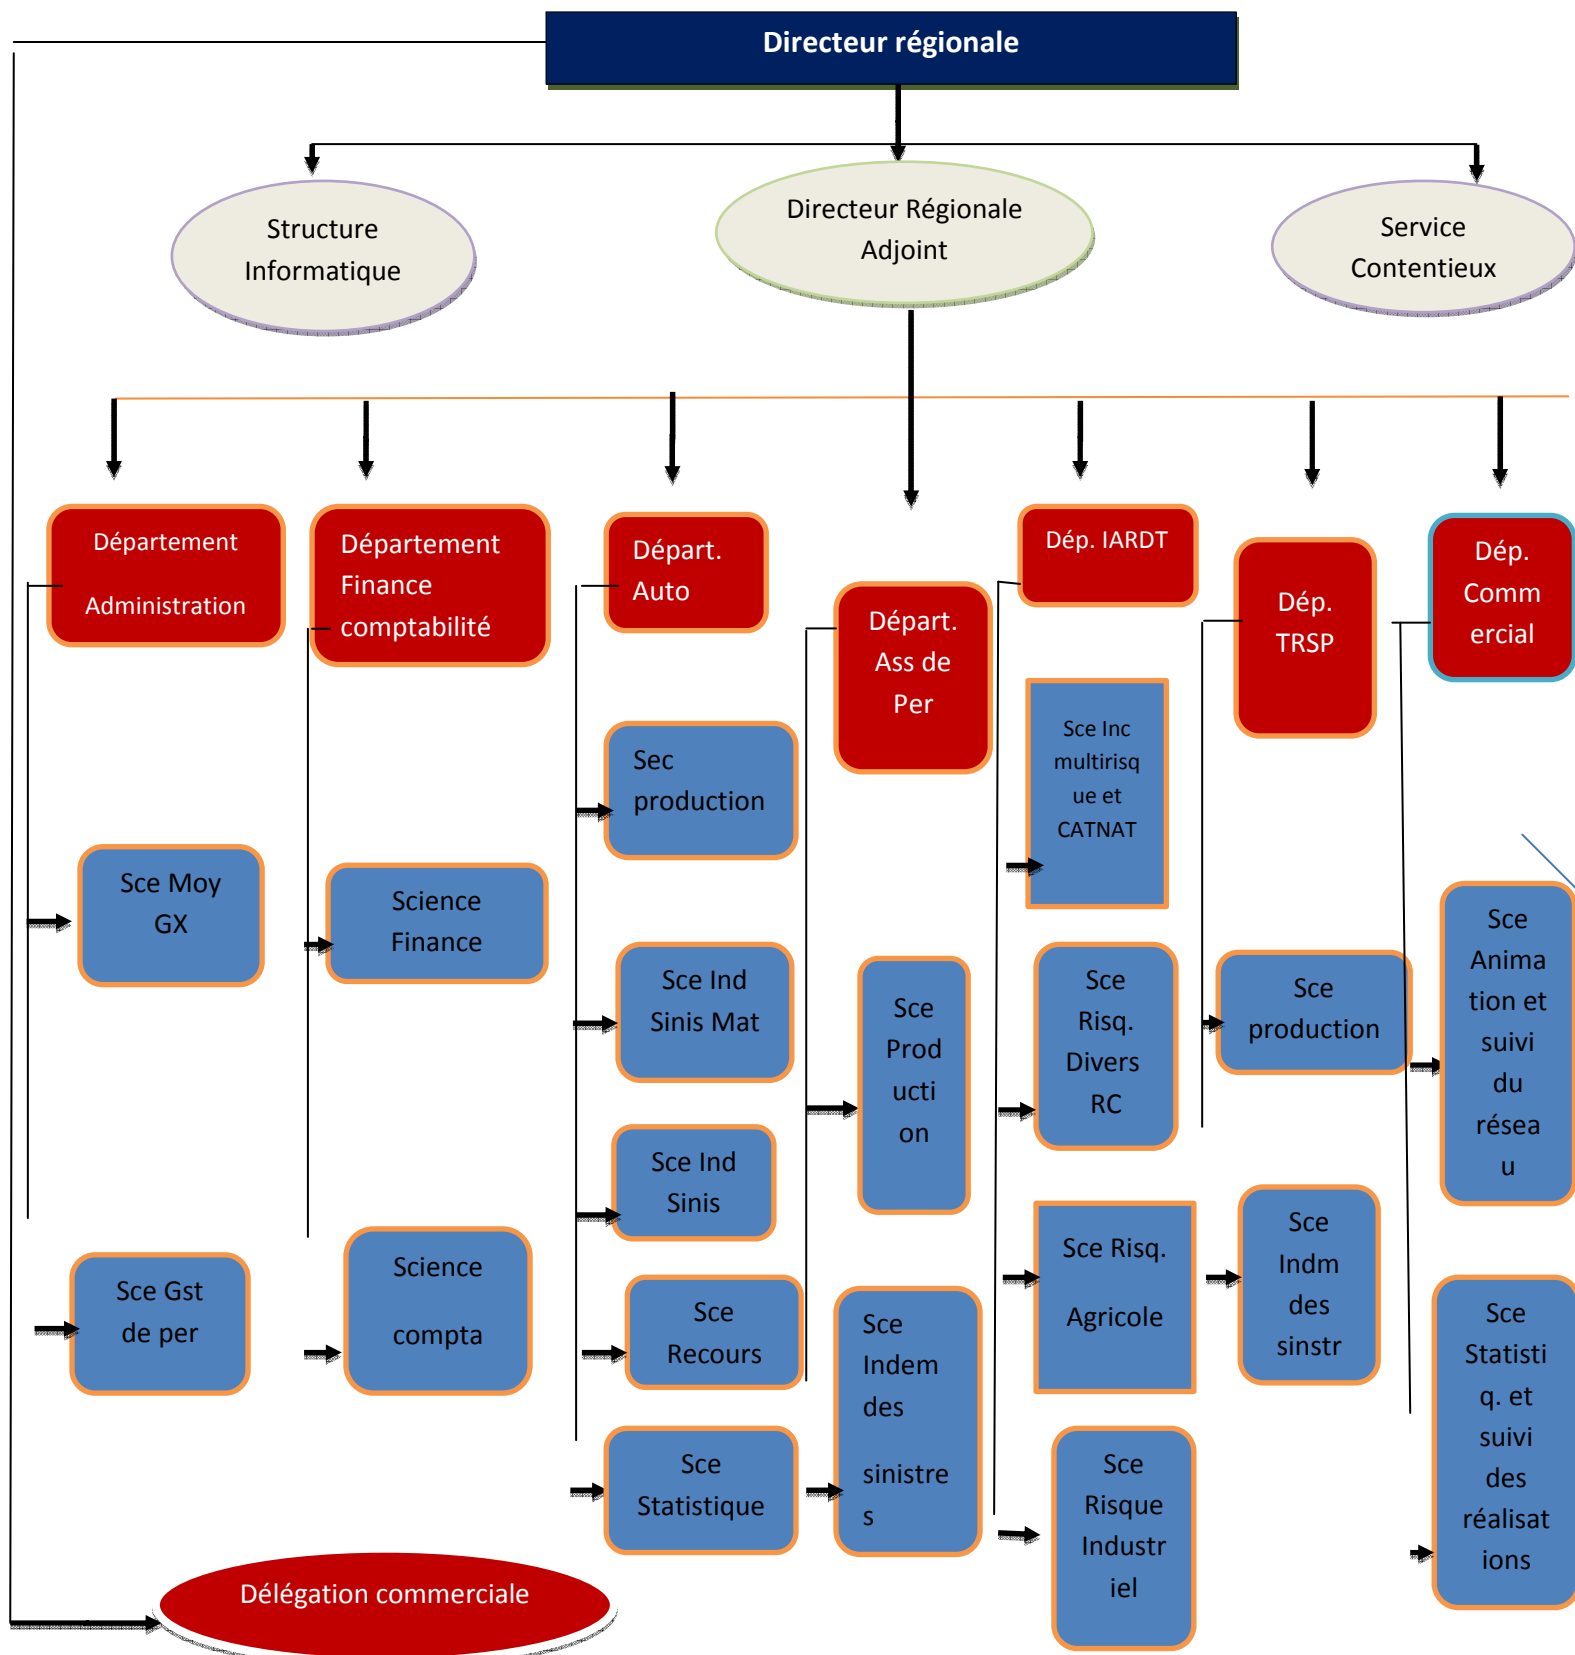 Directeur régionale
Structure
Informatique
Directeur Régionale
Adjoint
Service
Contentieux
Département
Administration
Département
Finance
comptabilité
Départ.
Auto
Départ.
Ass de
Per
Dép. IARDT
Dép.
TRSP
Dép.
Comm
ercial
Sce Moy
GX
Sce Gst
de per
Science
Finance
Science
compta
Sec
production
Sce Ind
Sinis Mat
Sce Ind
Sinis
Sce
Recours
Sce
Statistique
Sce
Prod
ucti
on
Sce
Indem
des
sinistre
s
Sce Inc
multirisq
ue et
CATNAT
Sce
Risq.
Divers
RC
Sce Risq.
Agricole
Sce
Risque
Industr
iel
Sce
production
Sce
Indm
des
sinstr
Sce
Anima
tion et
suivi
du
résea
u
Sce
Statisti
q. et
suivi
des
réalisat
ions
Délégation commerciale